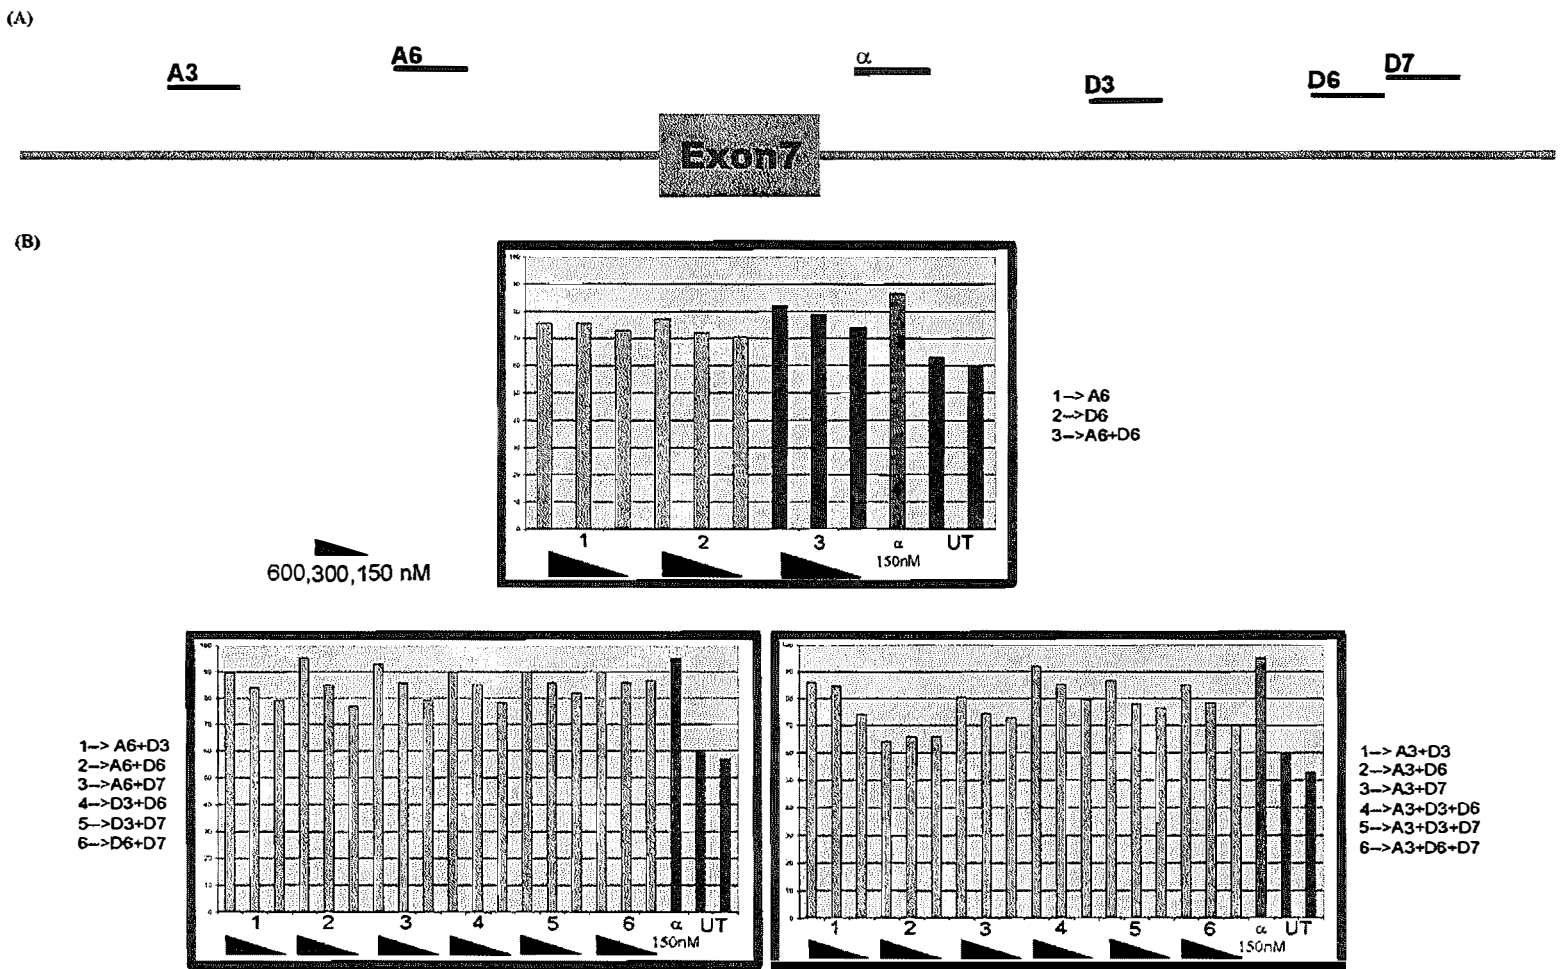 (A)
A3
A6
α
D3
D6
D7
Exon7
(B)
1 2 3 α UT
150nM
1-->A6
2-->D6
3-->A6+D6
600,300,150 nM
1--> A6+D3
2-->A6+D6
3-->A6+D7
4-->D3+D6
5-->D3+D7
6-->D6+D7
1 2 3 4 5 6 α UT
150nM
1 2 3 4 5 6 α UT
150nM
1--> A3+D3
2-->A3+D6
3-->A3+D7
4-->A3+D3+D6
5-->A3+D3+D7
6-->A3+D6+D7